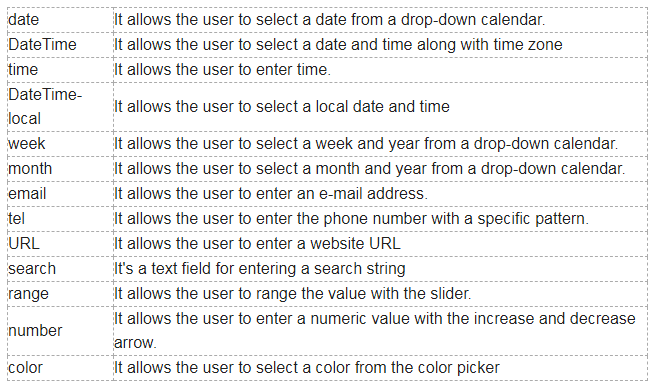 date It allows the user to select a date from a drop-down calendar.
DateTime It allows the user to select a date and time along with time zone
time It allows the user to enter time.
DateTime-
local It allows the user to select a local date and time
week It allows the user to select a week and year from a drop-down calendar.
month It allows the user to select a month and year from a drop-down calendar.
email It allows the user to enter an e-mail address.
tel It allows the user to enter the phone number with a specific pattern.
URL It allows the user to enter a website URL
search It's a text field for entering a search string
range It allows the user to range the value with the slider.
number It allows the user to enter a numeric value with the increase and decrease
arrow.
color It allows the user to select a color from the color picker